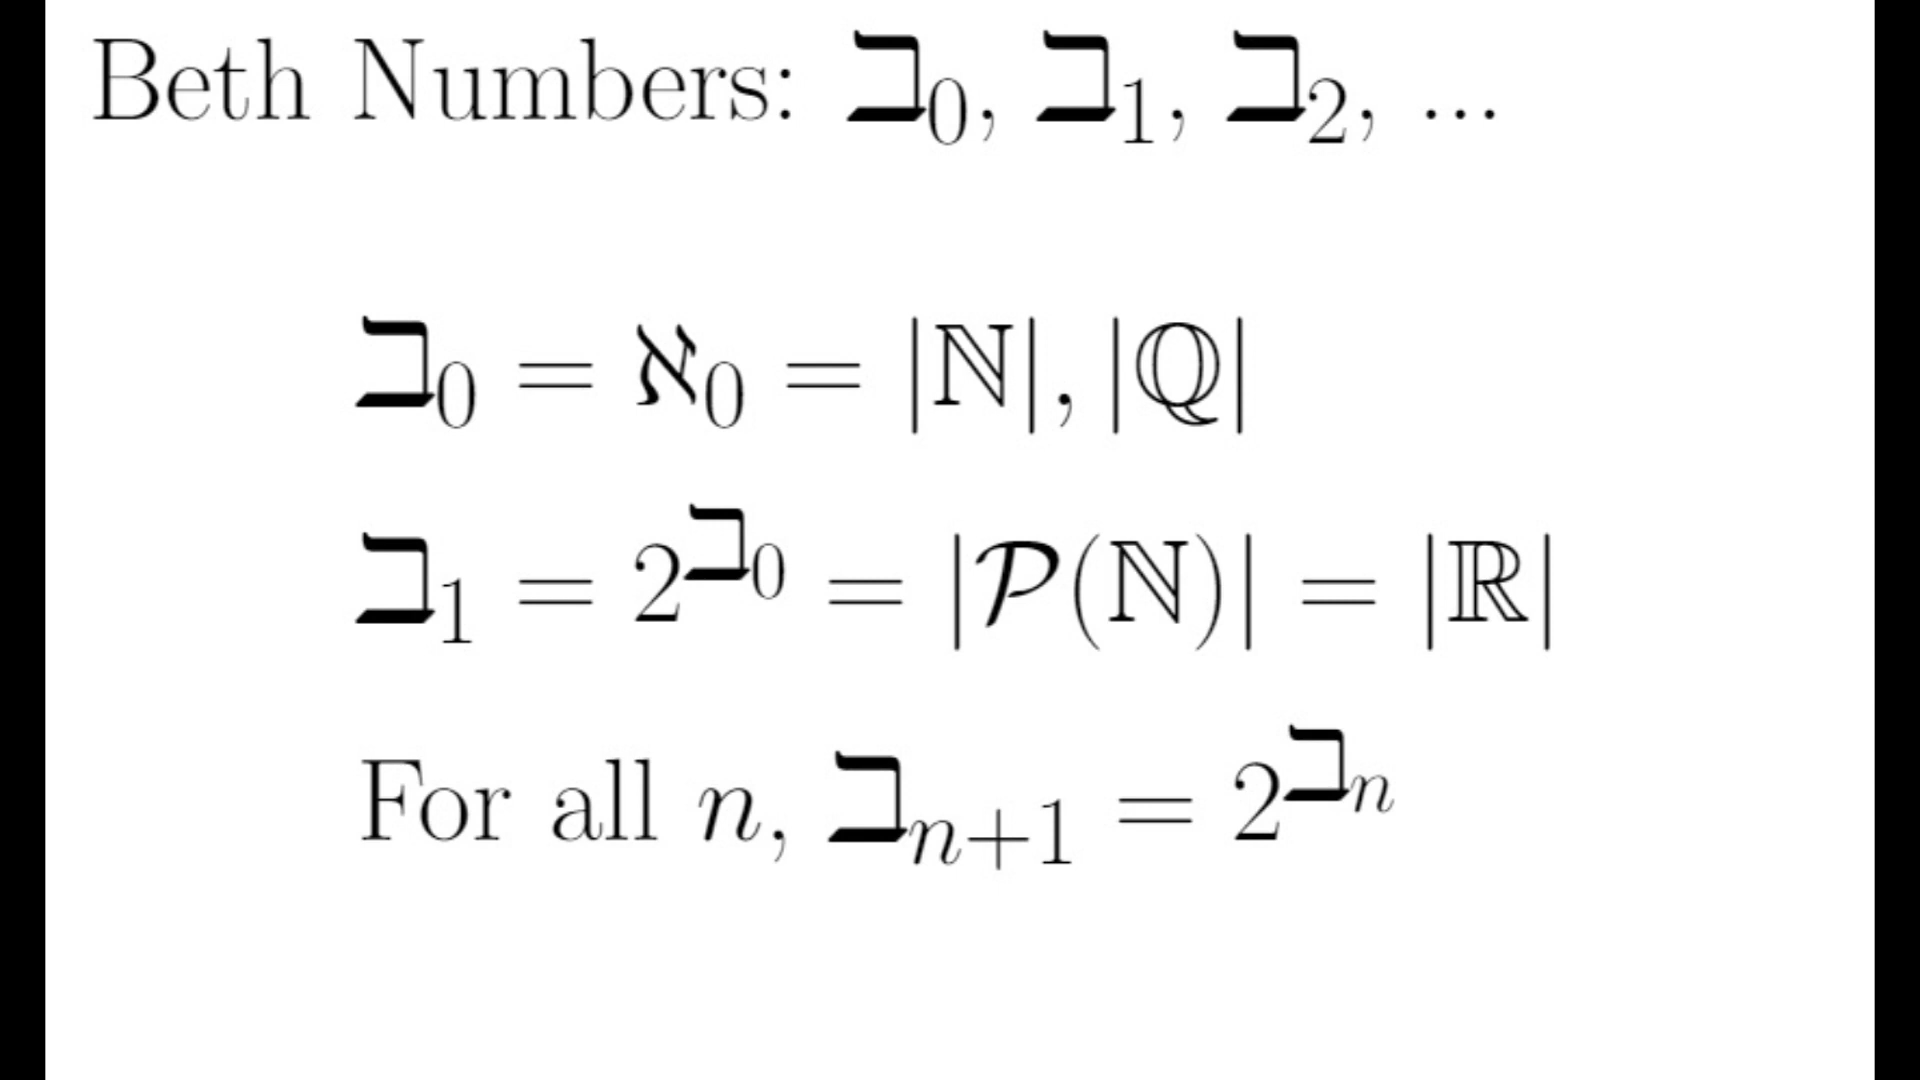 Beth Numbers: ℶ₀, ℶ₁, ℶ₂, ...
ℶ₀ = ℵ₀ = |ℕ|, |ℚ|
ℶ₁ = 2^ℶ₀ = |𝒫(ℕ)| = |ℝ|
For all n, ℶₙ₊₁ = 2^ℶₙ